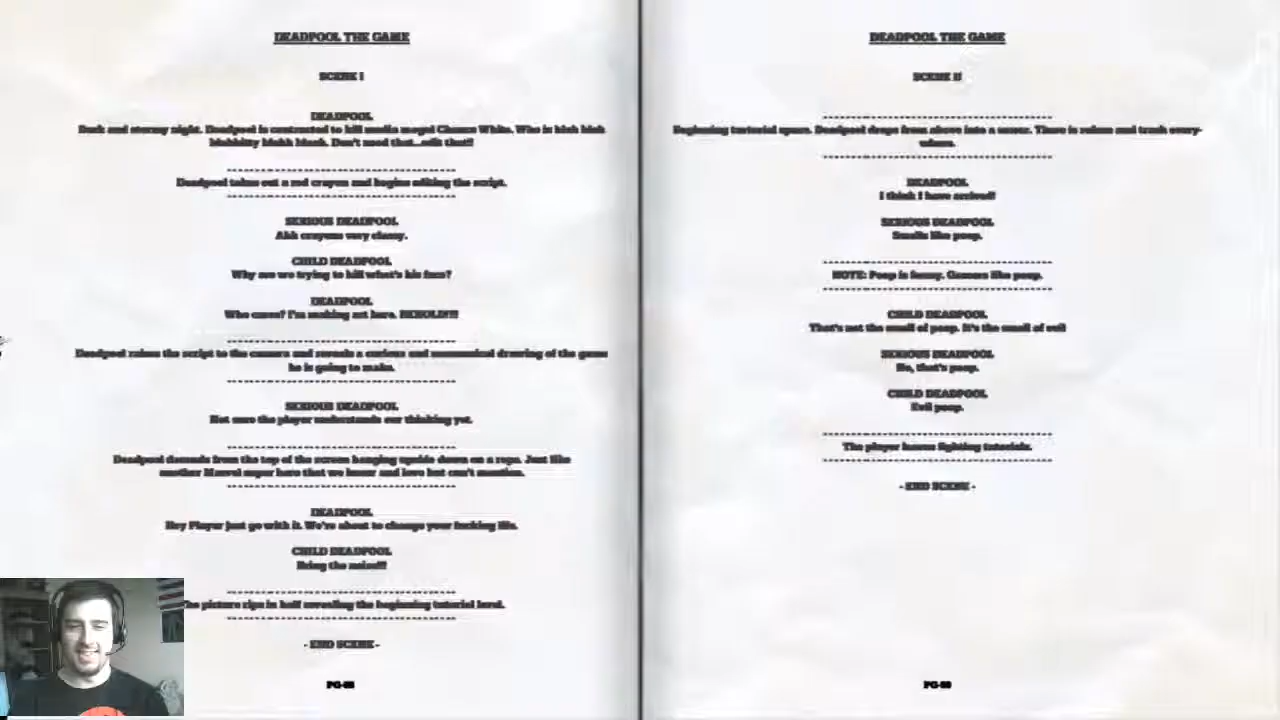 DEADPOOL THE GAME
SCENE I
DEADPOOL
Dark and stormy night. Deadpool is contracted to kill media mogul Chance White. Who is blah blah
blahbitty blahh blaah. Don't need that...edit that!!
Deadpool takes out a red crayon and begins editing the script.
SERIOUS DEADPOOL
Ahh crayons very classy.
CHILD DEADPOOL
Why are we trying to kill what's his face?
DEADPOOL
Who cares? I'm making art here. BEHOLD!!!
Deadpool raises the script to the camera and reveals a curious and nonsensical drawing of the game
he is going to make.
SERIOUS DEADPOOL
Not sure the player understands our thinking yet.
Deadpool descends from the top of the screen hanging upside down on a rope. Just like
another Marvel super hero that we know and love but can't mention.
DEADPOOL
Hey Player just go with it. We're about to change your fucking life.
CHILD DEADPOOL
Bring the noise!!!
The picture rips in half revealing the beginning tutorial level.
- END SCENE -
DEADPOOL THE GAME
SCENE II
Beginning tutorial space. Deadpool drops from above into a sewer. There is ruines and trash every-
where.
DEADPOOL
I think I have arrived!
SERIOUS DEADPOOL
Smells like poop.
NOTE: Poop is funny. Gamers like poop.
CHILD DEADPOOL
That's not the smell of poop. It's the smell of evil
SERIOUS DEADPOOL
No, that's poop.
CHILD DEADPOOL
Evil poop.
The player learns fighting tutorials.
- END SCENE -